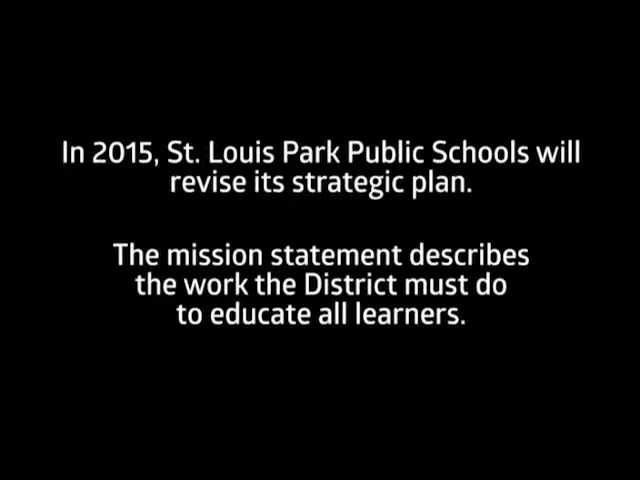 In 2015, St. Louis Park Public Schools will
revise its strategic plan.
The mission statement describes
the work the District must do
to educate all learners.